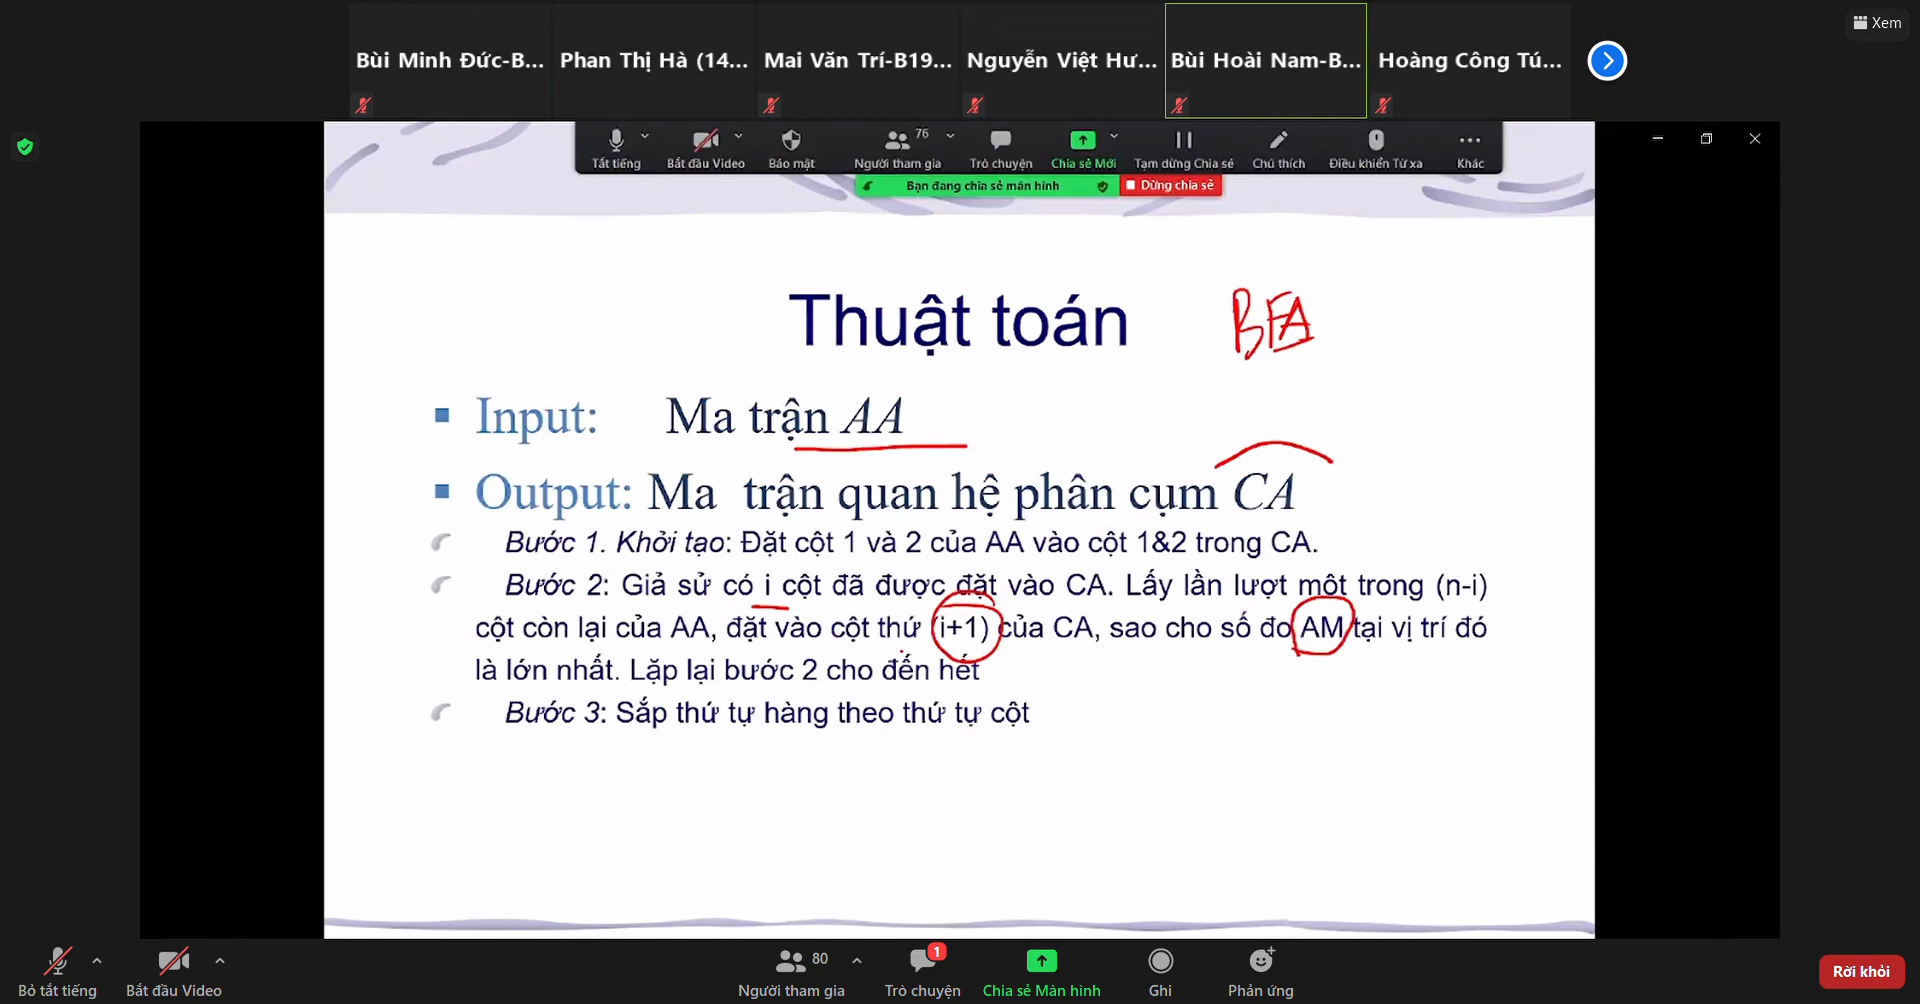 Xem
Bùi Minh Đức-B...
Phan Thị Hà (14...
Mai Văn Trí-B19...
Nguyễn Việt Hư...
Bùi Hoài Nam-B...
Hoàng Công Tú...
76
Tắt tiếng
Bắt đầu Video
Bảo mật
Người tham gia
Trò chuyện
Chia sẻ Mới
Tạm dừng Chia sẻ
Chú thích
Điều khiển Từ xa
Khác
Bạn đang chia sẻ màn hình
Dừng chia sẻ
Thuật toán
BEA
Input: Ma trận AA
Output: Ma trận quan hệ phân cụm CA
Bước 1. Khởi tạo: Đặt cột 1 và 2 của AA vào cột 1&2 trong CA.
Bước 2: Giả sử có i cột đã được đặt vào CA. Lấy lần lượt một trong (n-i)
cột còn lại của AA, đặt vào cột thứ (i+1) của CA, sao cho số đo AM tại vị trí đó
là lớn nhất. Lặp lại bước 2 cho đến hết
Bước 3: Sắp thứ tự hàng theo thứ tự cột
80
1
Bỏ tắt tiếng
Bắt đầu Video
Người tham gia
Trò chuyện
Chia sẻ Màn hình
Ghi
Phản ứng
Rời khỏi